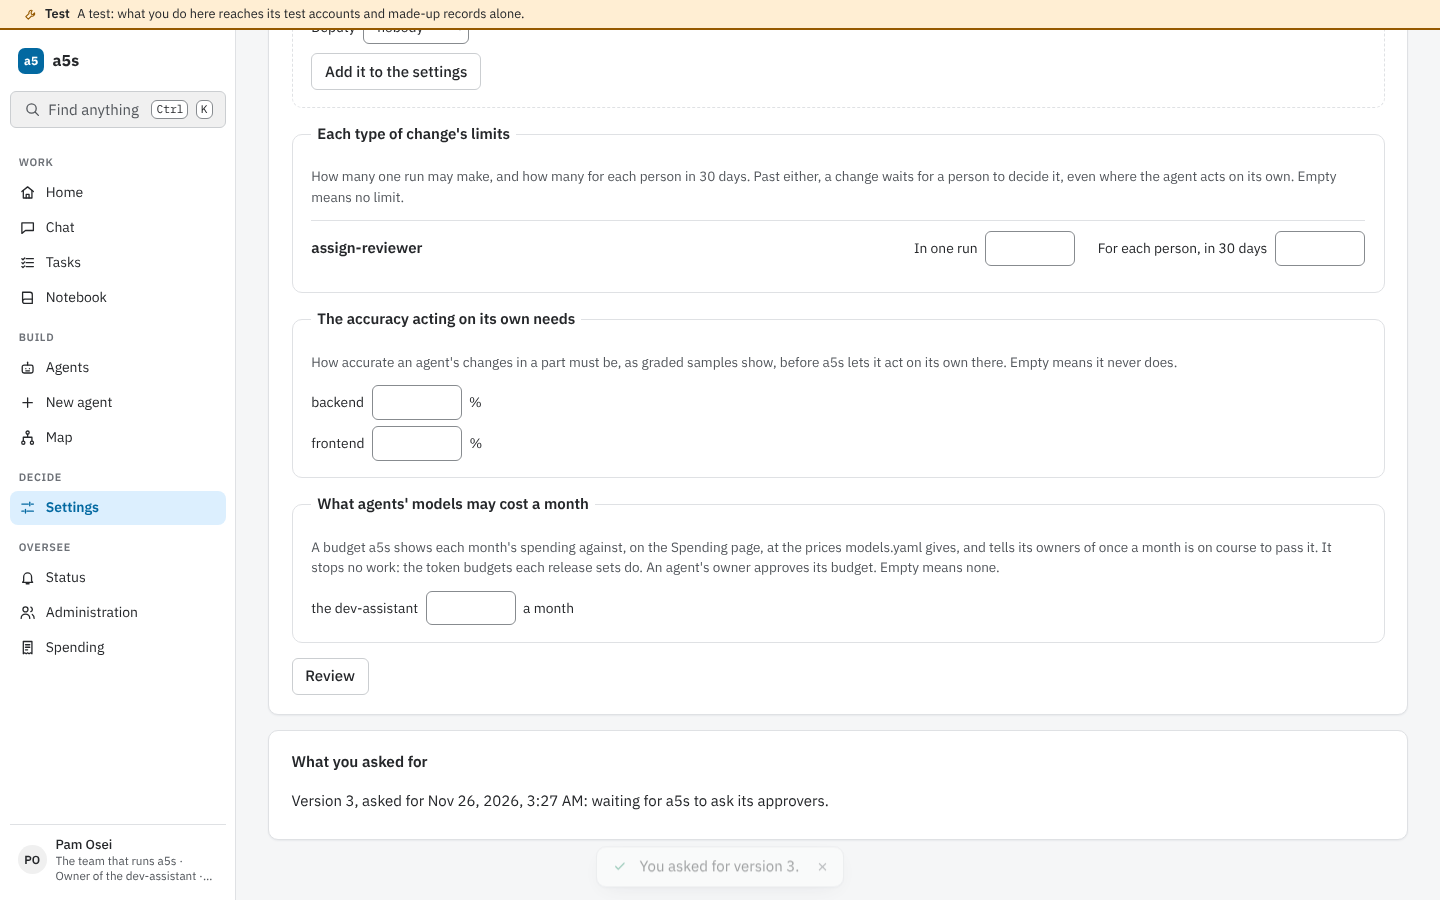 Test A test: what you do here reaches its test accounts and made-up records alone.
a5 a5s
Find anything Ctrl K
WORK
Home
Chat
Tasks
Notebook
BUILD
Agents
New agent
Map
DECIDE
Settings
OVERSEE
Status
Administration
Spending
PO Pam Osei
The team that runs a5s ·
Owner of the dev-assistant ·...
Deputy nobody
Add it to the settings
Each type of change's limits
How many one run may make, and how many for each person in 30 days. Past either, a change waits for a person to decide it, even where the agent acts on its own. Empty
means no limit.
assign-reviewer In one run For each person, in 30 days
The accuracy acting on its own needs
How accurate an agent's changes in a part must be, as graded samples show, before a5s lets it act on its own there. Empty means it never does.
backend %
frontend %
What agents' models may cost a month
A budget a5s shows each month's spending against, on the Spending page, at the prices models.yaml gives, and tells its owners of once a month is on course to pass it. It
stops no work: the token budgets each release sets do. An agent's owner approves its budget. Empty means none.
the dev-assistant a month
Review
What you asked for
Version 3, asked for Nov 26, 2026, 3:27 AM: waiting for a5s to ask its approvers.
You asked for version 3.